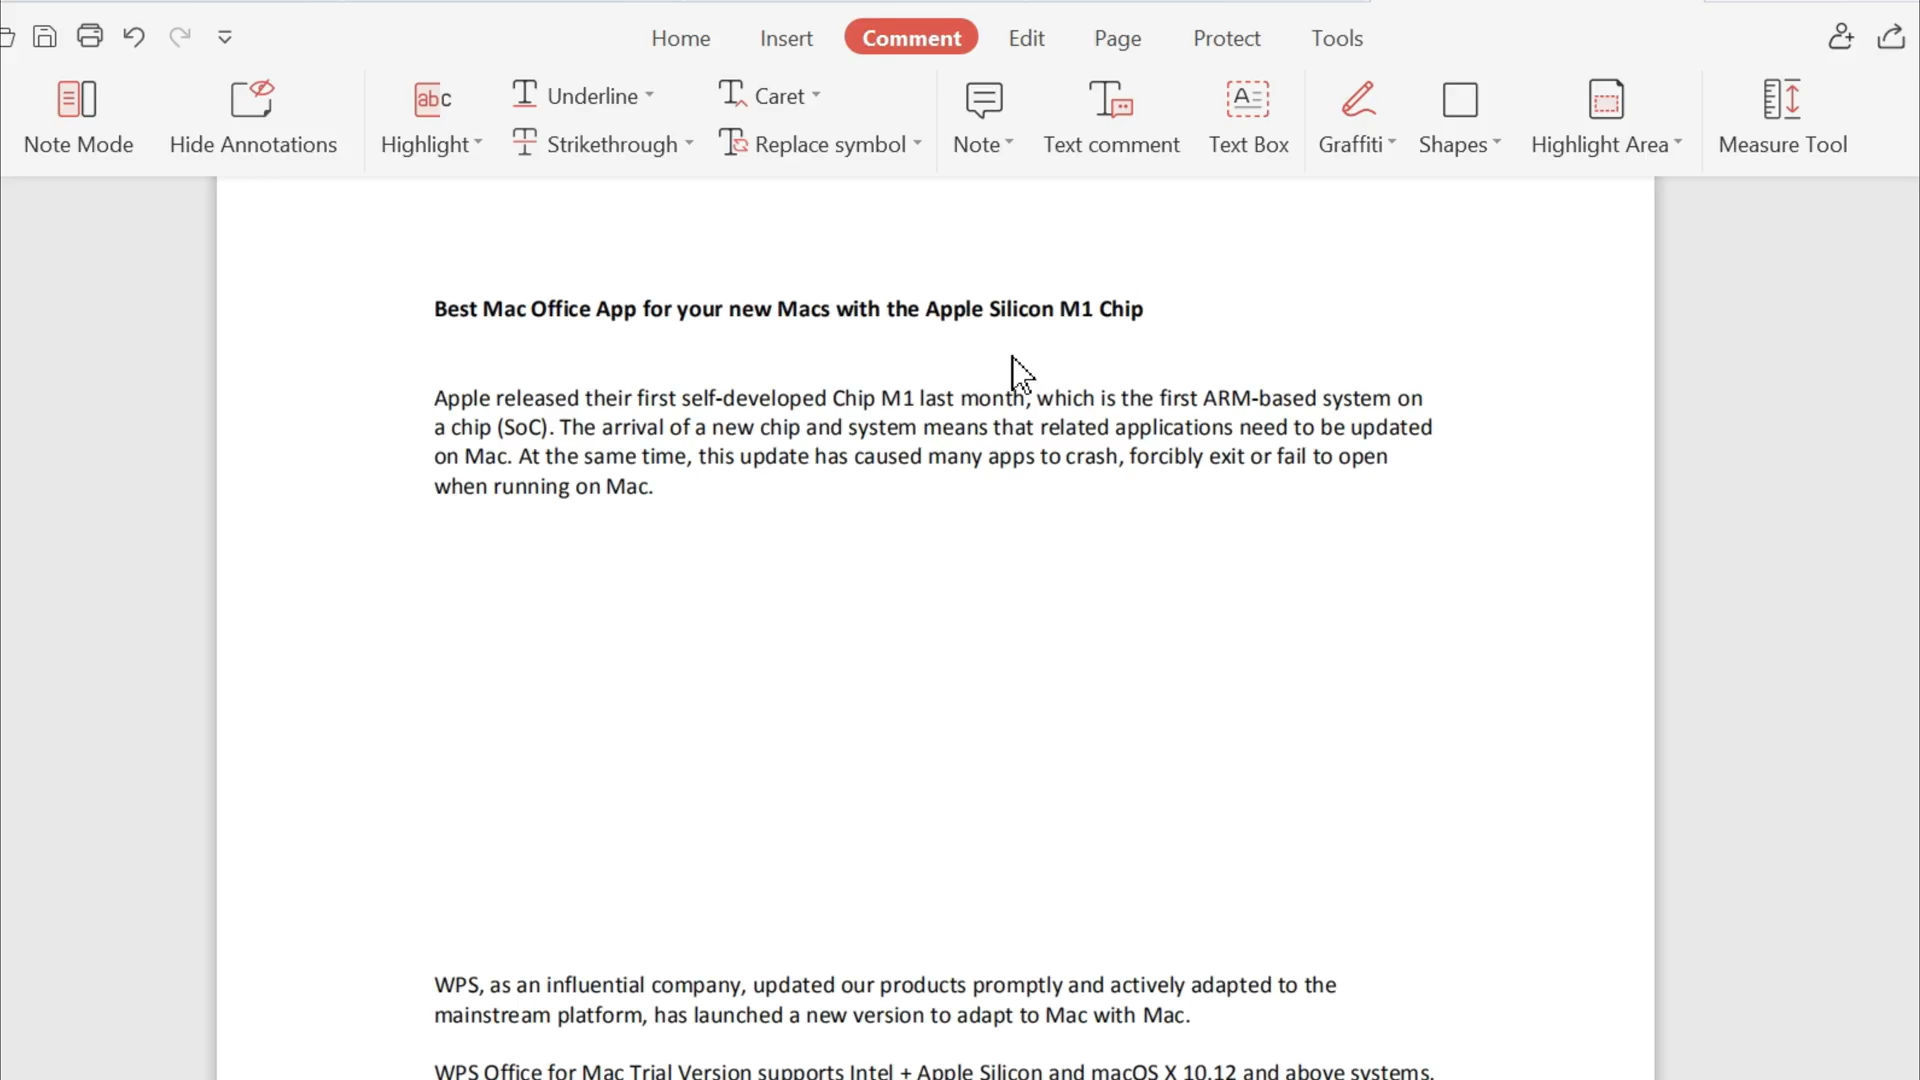 Home Insert Comment Edit Page Protect Tools
Note Mode Hide Annotations abc Highlight Underline Strikethrough Caret Replace symbol Note Text comment Text Box Graffiti Shapes Highlight Area Measure Tool
Best Mac Office App for your new Macs with the Apple Silicon M1 Chip
Apple released their first self-developed Chip M1 last month, which is the first ARM-based system on
a chip (SoC). The arrival of a new chip and system means that related applications need to be updated
on Mac. At the same time, this update has caused many apps to crash, forcibly exit or fail to open
when running on Mac.
WPS, as an influential company, updated our products promptly and actively adapted to the
mainstream platform, has launched a new version to adapt to Mac with Mac.
WPS Office for Mac Trial Version supports Intel + Apple Silicon and macOS X 10.12 and above systems.